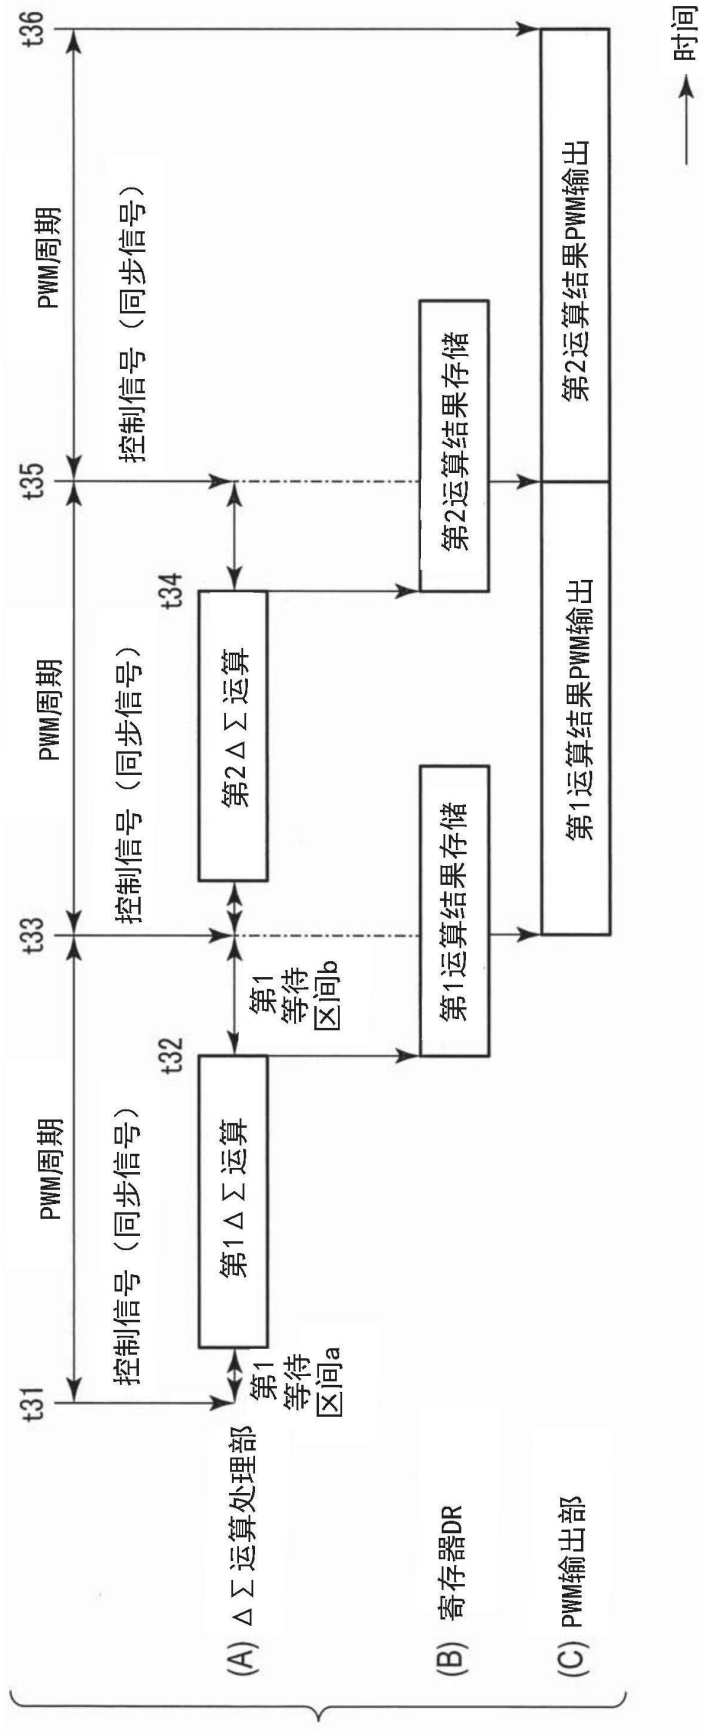 t31
t33
t35
t36
PWM周期
PWM周期
PWM周期
控制信号（同步信号）
控制信号（同步信号）
控制信号（同步信号）
t32
t34
(A) ΔΣ运算处理部
第1ΔΣ运算
第2ΔΣ运算
第1
等待
区间a
第1
等待
区间b
(B) 寄存器DR
第1运算结果存储
第2运算结果存储
(C) PWM输出部
第1运算结果PWM输出
第2运算结果PWM输出
时间